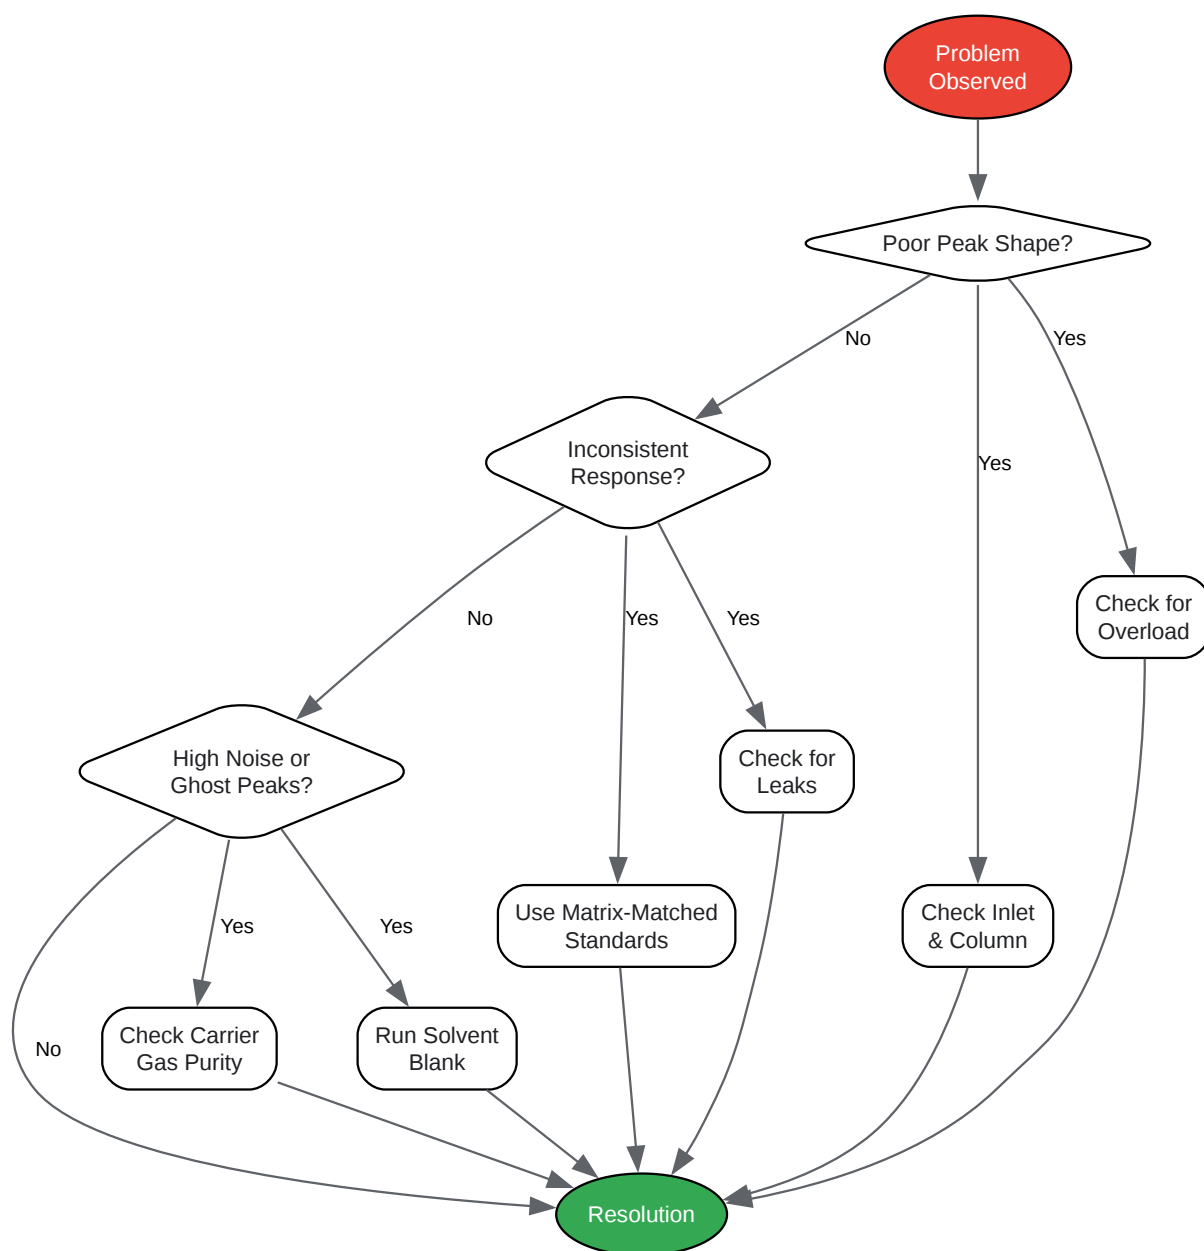 Problem
Observed
Poor Peak Shape?
No
Yes
Inconsistent
Response?
Yes
Check for
Overload
No
Yes
Yes
High Noise or
Ghost Peaks?
Check for
Leaks
Yes
Yes
Use Matrix-Matched
Standards
Check Inlet
& Column
No
Check Carrier
Gas Purity
Run Solvent
Blank
Resolution